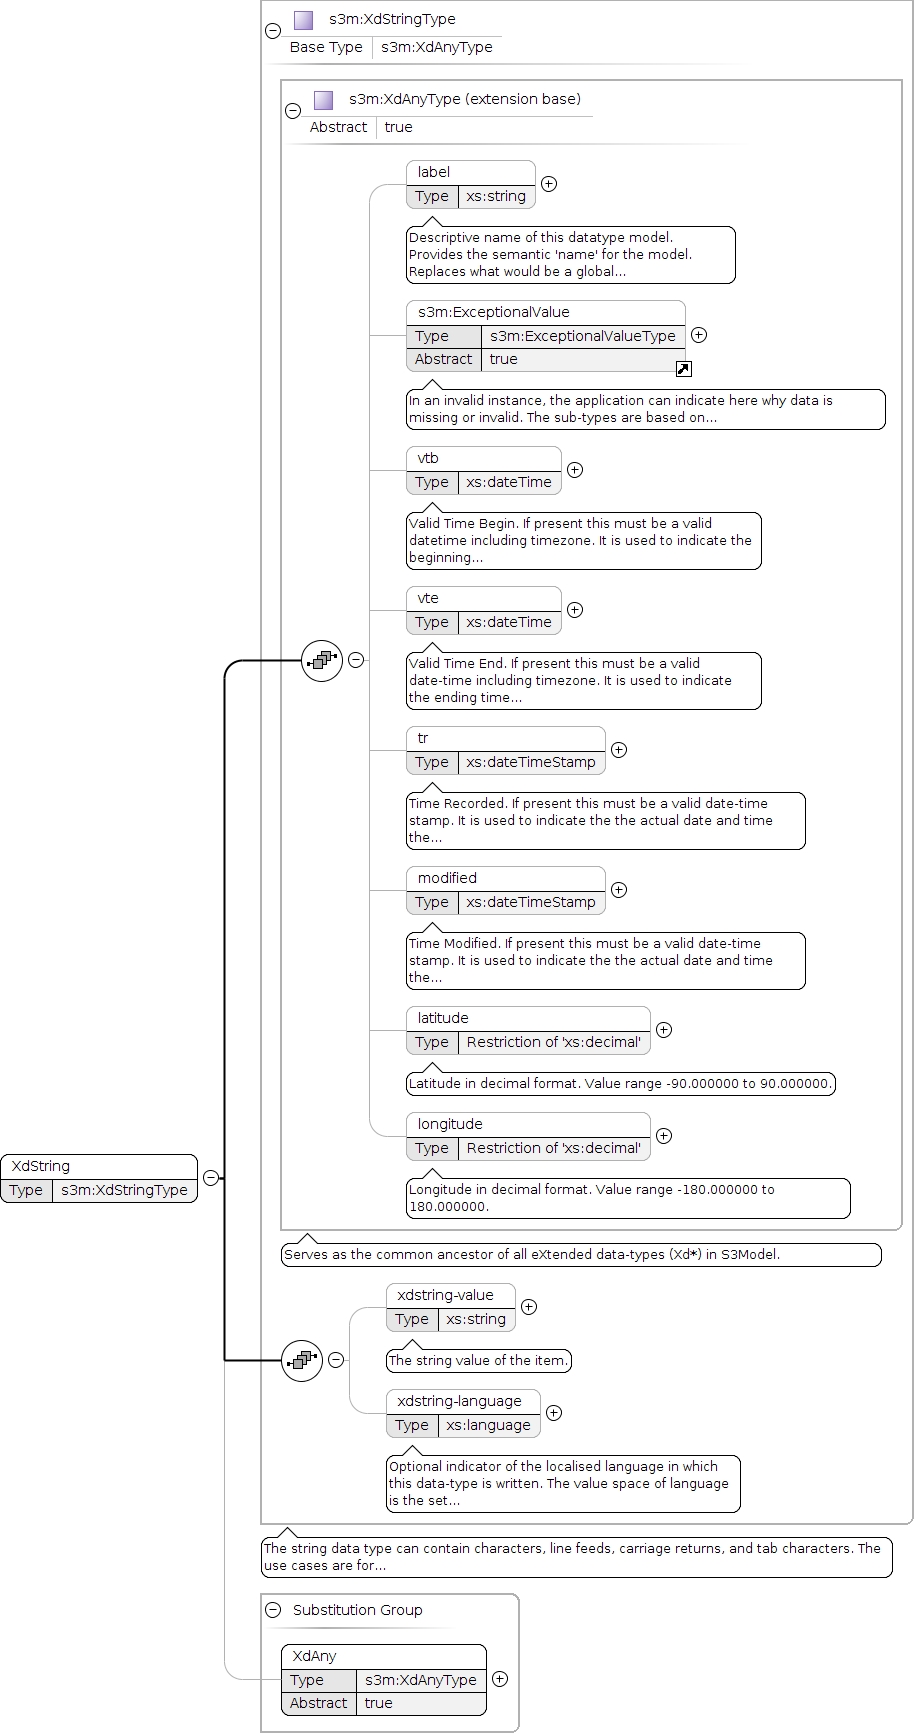 s3m:XdStringType
Base Type s3m:XdAnyType
s3m:XdAnyType (extension base)
Abstract true
label
Type xs:string
Descriptive name of this datatype model.
Provides the semantic 'name' for the model.
Replaces what would be a global...
s3m:ExceptionalValue
Type s3m:ExceptionalValueType
Abstract true
In an invalid instance, the application can indicate here why data is
missing or invalid. The sub-types are based on...
vtb
Type xs:dateTime
Valid Time Begin. If present this must be a valid
datetime including timezone. It is used to indicate the
beginning...
vte
Type xs:dateTime
Valid Time End. If present this must be a valid
date-time including timezone. It is used to indicate
the ending time...
tr
Type xs:dateTimeStamp
Time Recorded. If present this must be a valid date-time
stamp. It is used to indicate the the actual date and time
the...
modified
Type xs:dateTimeStamp
Time Modified. If present this must be a valid date-time
stamp. It is used to indicate the the actual date and time
the...
latitude
Type Restriction of 'xs:decimal'
Latitude in decimal format. Value range -90.000000 to 90.000000.
longitude
Type Restriction of 'xs:decimal'
Longitude in decimal format. Value range -180.000000 to
180.000000.
XdString
Type s3m:XdStringType
Serves as the common ancestor of all eXtended data-types (Xd*) in S3Model.
xdstring-value
Type xs:string
The string value of the item.
xdstring-language
Type xs:language
Optional indicator of the localised language in which
this data-type is written. The value space of language
is the set...
The string data type can contain characters, line feeds, carriage returns, and tab characters. The
use cases are for...
Substitution Group
XdAny
Type s3m:XdAnyType
Abstract true